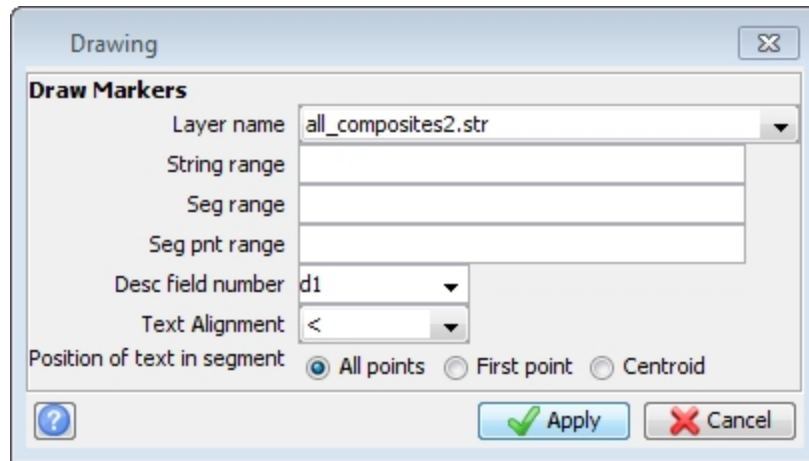 Drawing
Draw Markers
Layer name all_composites2.str
String range
Seg range
Seg pnt range
Desc field number d1
Text Alignment <
Position of text in segment All points First point Centroid
? Apply Cancel